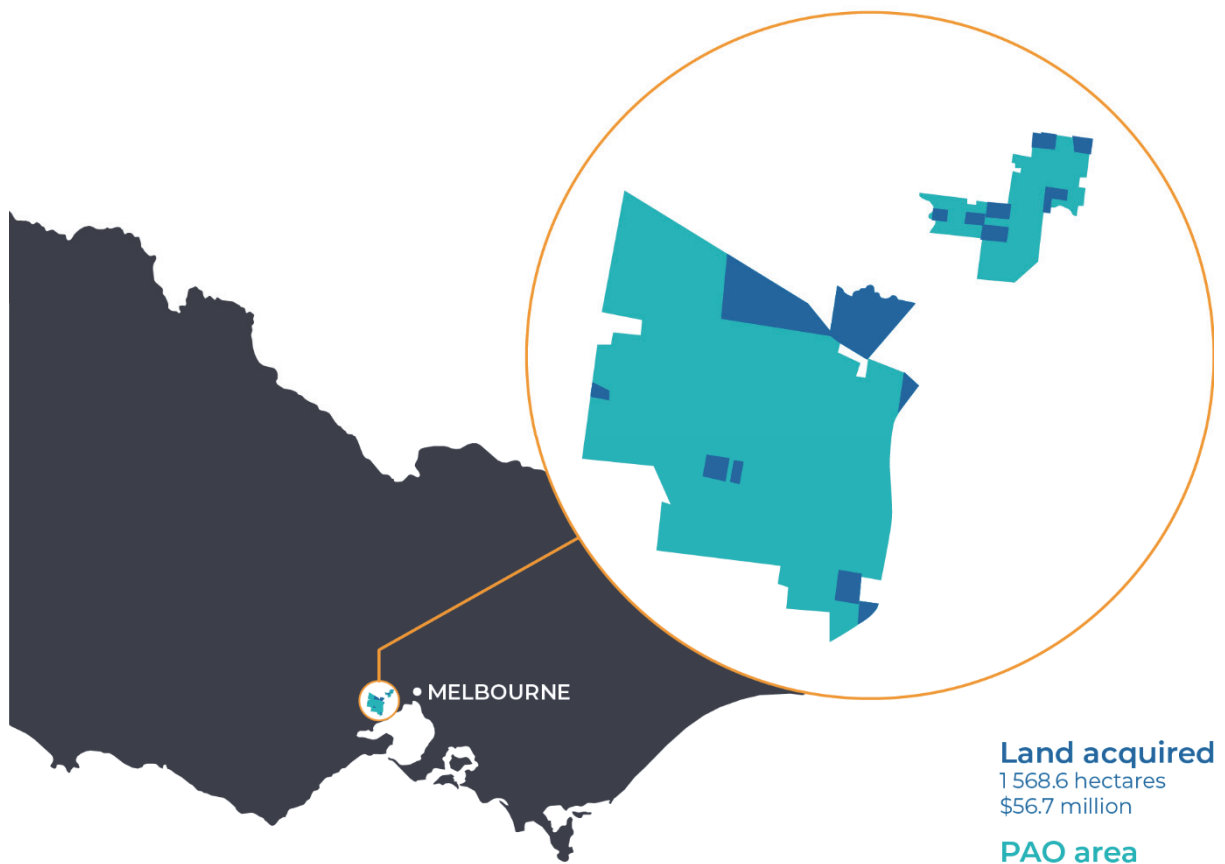 MELBOURNE
Land acquired
1 568.6 hectares
$56.7 million
PAO area